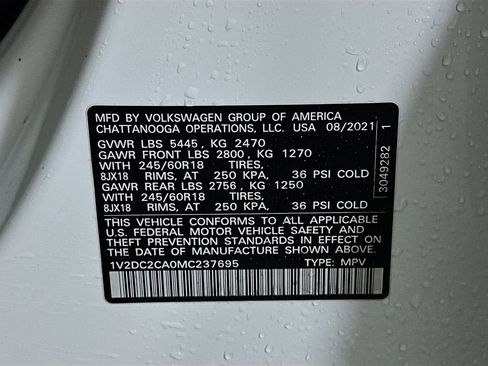 MFD BY VOLKSWAGEN GROUP OF AMERICA
CHATTANOOGA OPERATIONS, LLC. USA 08/2021
GVWR LBS 5445, KG 2470
GAWR FRONT LBS 2800, KG 1270
WITH 245/60R18 TIRES,
8JX18 RIMS, AT 250 KPA, 36 PSI COLD
GAWR REAR LBS 2756, KG 1250
WITH 245/60R18 TIRES,
8JX18 RIMS, AT 250 KPA, 36 PSI COLD
THIS VEHICLE CONFORMS TO ALL APPLICABLE
U.S. FEDERAL MOTOR VEHICLE SAFETY AND
THEFT PREVENTION STANDARDS IN EFFECT ON
THE DATE OF MANUFACTURE SHOWN ABOVE.
1V2DC2CA0MC237695 TYPE: MPV
3049282 1